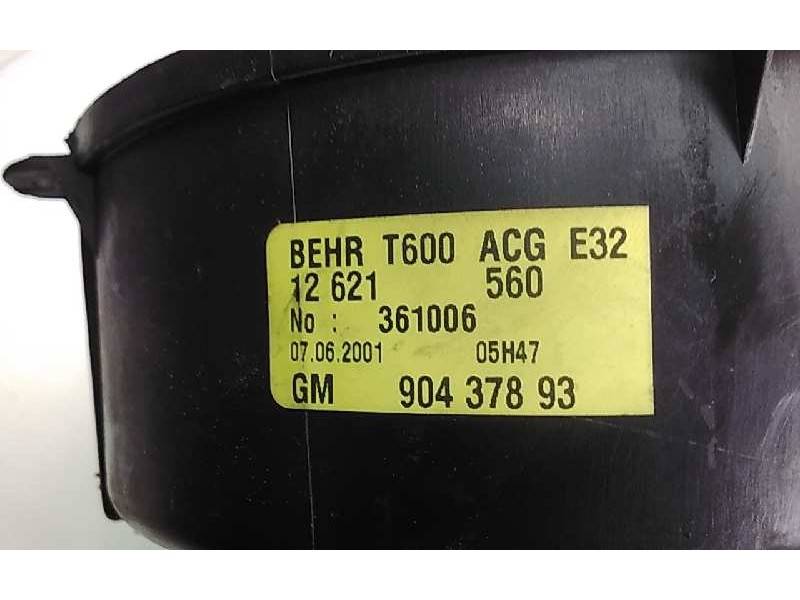 BEHR T600 ACG E32
12 621 560
No : 361006
07.06.2001 05H47
GM 904 378 93